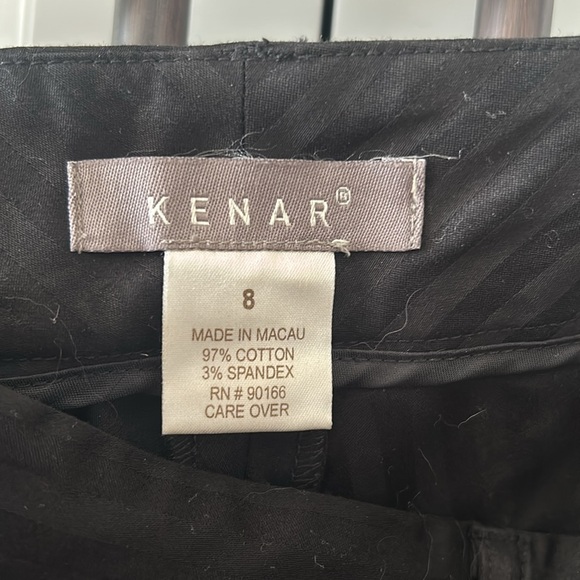 KENAR®
8
MADE IN MACAU
97% COTTON
3% SPANDEX
RN # 90166
CARE OVER